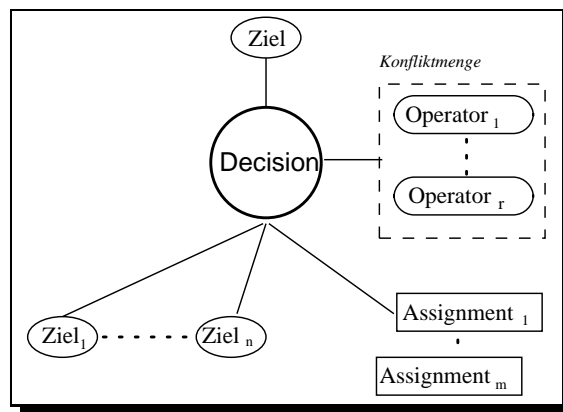 Ziel
Konfliktmenge
Operator 1
Decision
Operator r
Assignment 1
Ziel1 Ziel n
Assignment m